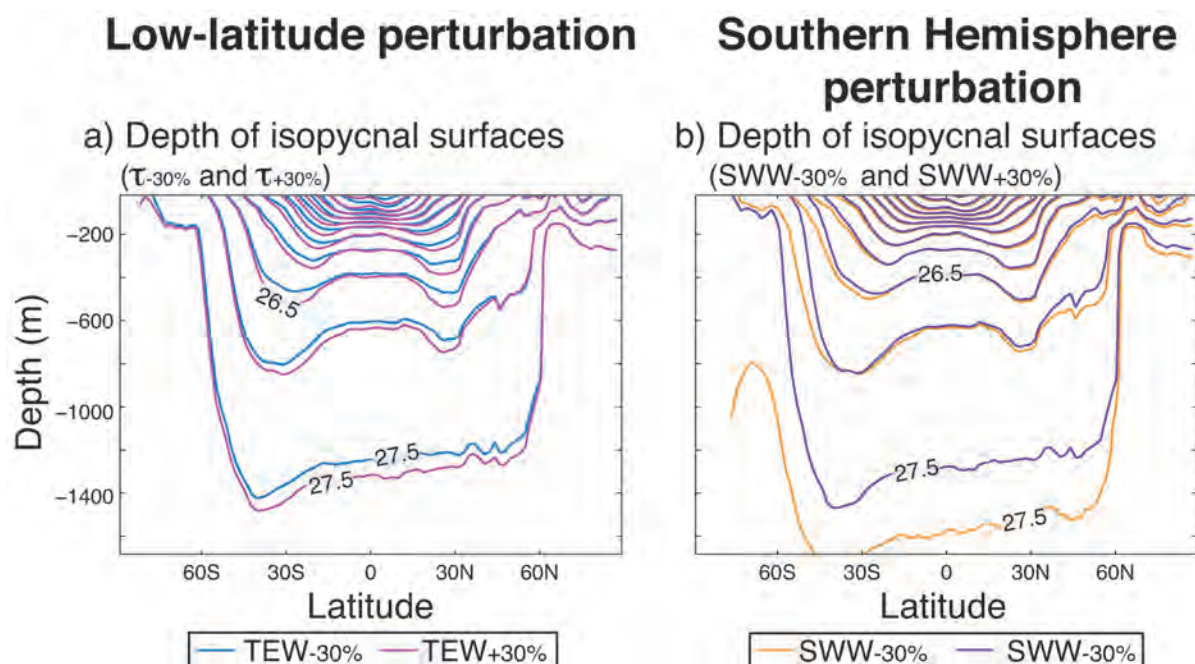 Low-latitude perturbation
Southern Hemisphere
perturbation
a) Depth of isopycnal surfaces
(τ-30% and τ+30%)
b) Depth of isopycnal surfaces
(SWW-30% and SWW+30%)
Depth (m)
−200
−600
−1000
−1400
26.5
27.5
27.5
60S 30S 0 30N 60N
Latitude
TEW-30% TEW+30%
26.5
27.5
27.5
60S 30S 0 30N 60N
Latitude
SWW-30% SWW-30%